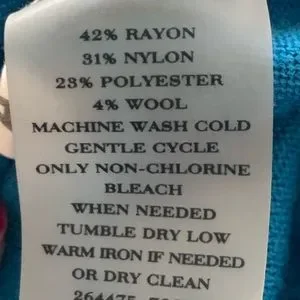 42% RAYON
31% NYLON
23% POLYESTER
4% WOOL
MACHINE WASH COLD
GENTLE CYCLE
ONLY NON-CHLORINE
BLEACH
WHEN NEEDED
TUMBLE DRY LOW
WARM IRON IF NEEDED
OR DRY CLEAN